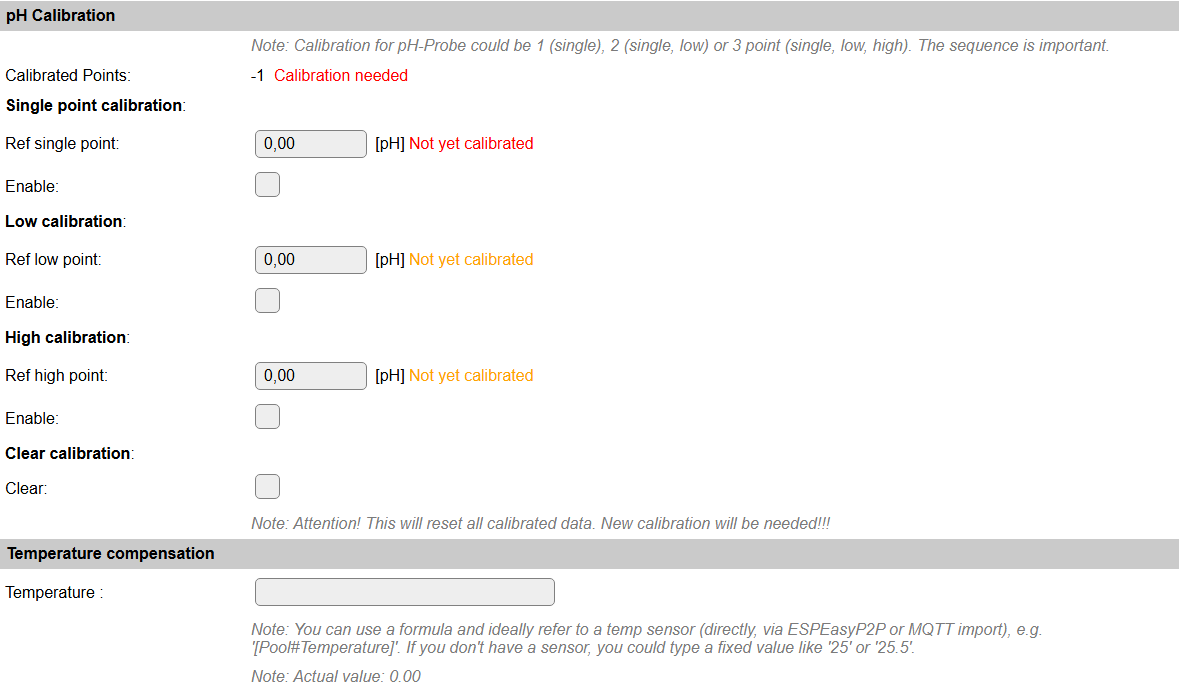 pH Calibration
Note: Calibration for pH-Probe could be 1 (single), 2 (single, low) or 3 point (single, low, high). The sequence is important.
Calibrated Points: -1 Calibration needed
Single point calibration:
Ref single point: 0,00 [pH] Not yet calibrated
Enable:
Low calibration:
Ref low point: 0,00 [pH] Not yet calibrated
Enable:
High calibration:
Ref high point: 0,00 [pH] Not yet calibrated
Enable:
Clear calibration:
Clear:
Note: Attention! This will reset all calibrated data. New calibration will be needed!!!
Temperature compensation
Temperature :
Note: You can use a formula and ideally refer to a temp sensor (directly, via ESPEasyP2P or MQTT import), e.g.
'[Pool#Temperature]'. If you don't have a sensor, you could type a fixed value like '25' or '25.5'.
Note: Actual value: 0.00